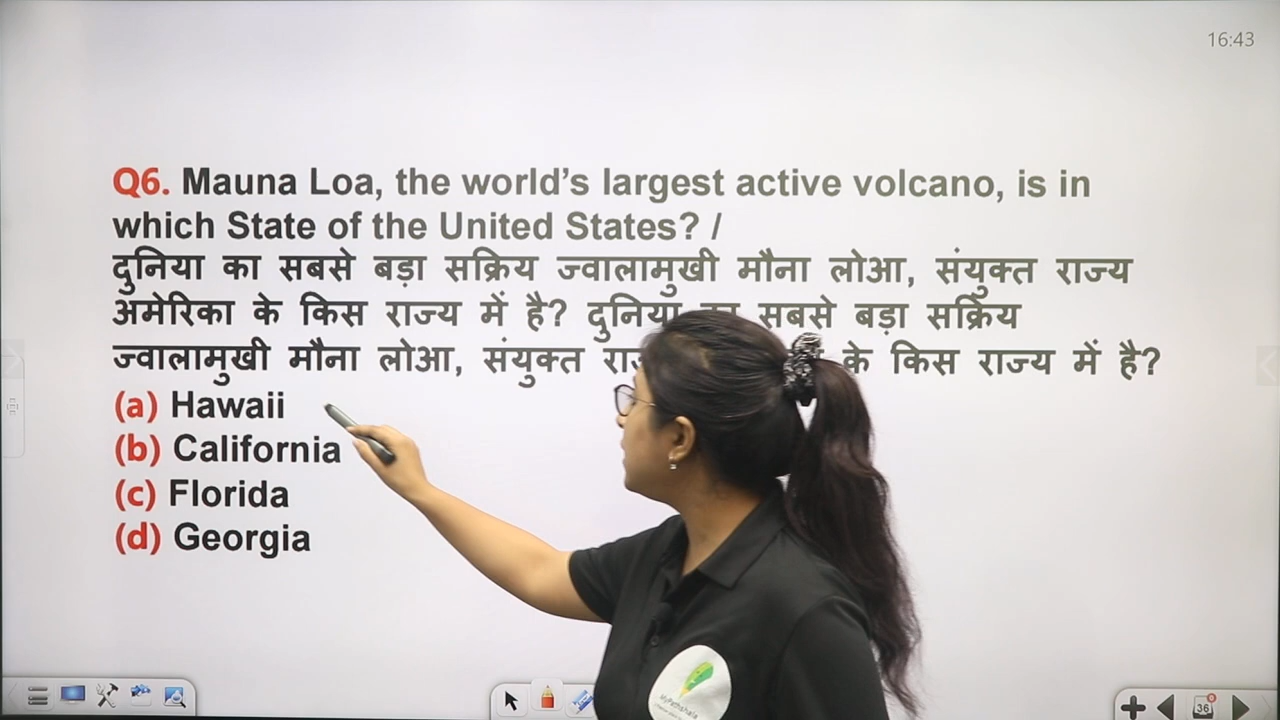 16:43
Q6. Mauna Loa, the world's largest active volcano, is in
which State of the United States? /
दुनिया का सबसे बड़ा सक्रिय ज्वालामुखी मौना लोआ, संयुक्त राज्य
अमेरिका के किस राज्य में है? दुनिया का सबसे बड़ा सक्रिय
ज्वालामुखी मौना लोआ, संयुक्त के किस राज्य में है?
(a) Hawaii
(b) California
(c) Florida
(d) Georgia
MyPathshala
36